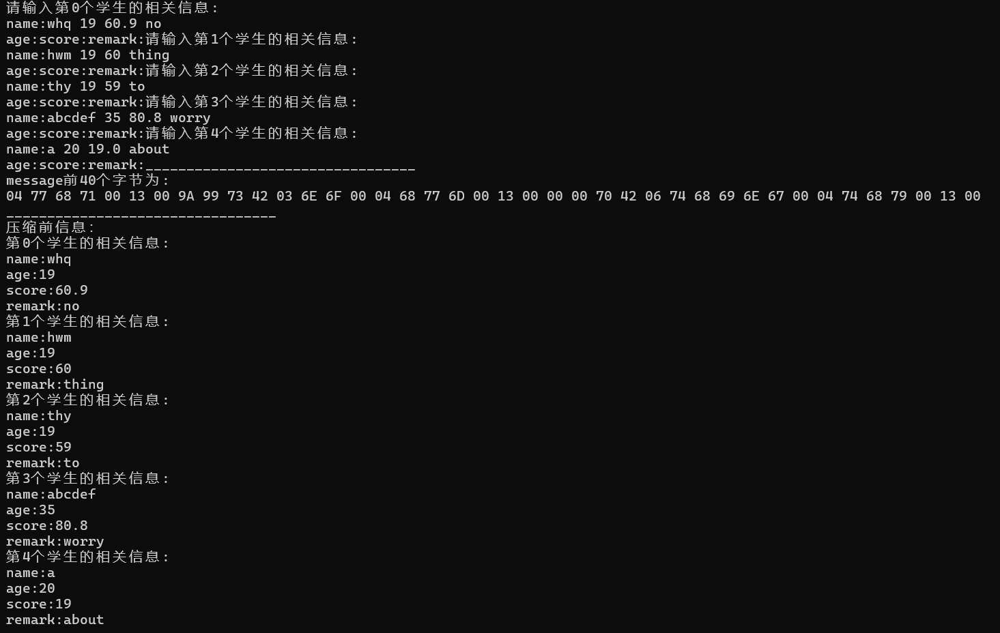 请输入第0个学生的相关信息:
name:whq 19 60.9 no
age:score:remark:请输入第1个学生的相关信息:
name:hwm 19 60 thing
age:score:remark:请输入第2个学生的相关信息:
name:thy 19 59 to
age:score:remark:请输入第3个学生的相关信息:
name:abcdef 35 80.8 worry
age:score:remark:请输入第4个学生的相关信息:
name:a 20 19.0 about
age:score:remark:_________________________________
message前40个字节为:
04 77 68 71 00 13 00 9A 99 73 42 03 6E 6F 00 04 68 77 6D 00 13 00 00 00 70 42 06 74 68 69 6E 67 00 04 74 68 79 00 13 00
_________________________________
压缩前信息:
第0个学生的相关信息:
name:whq
age:19
score:60.9
remark:no
第1个学生的相关信息:
name:hwm
age:19
score:60
remark:thing
第2个学生的相关信息:
name:thy
age:19
score:59
remark:to
第3个学生的相关信息:
name:abcdef
age:35
score:80.8
remark:worry
第4个学生的相关信息:
name:a
age:20
score:19
remark:about